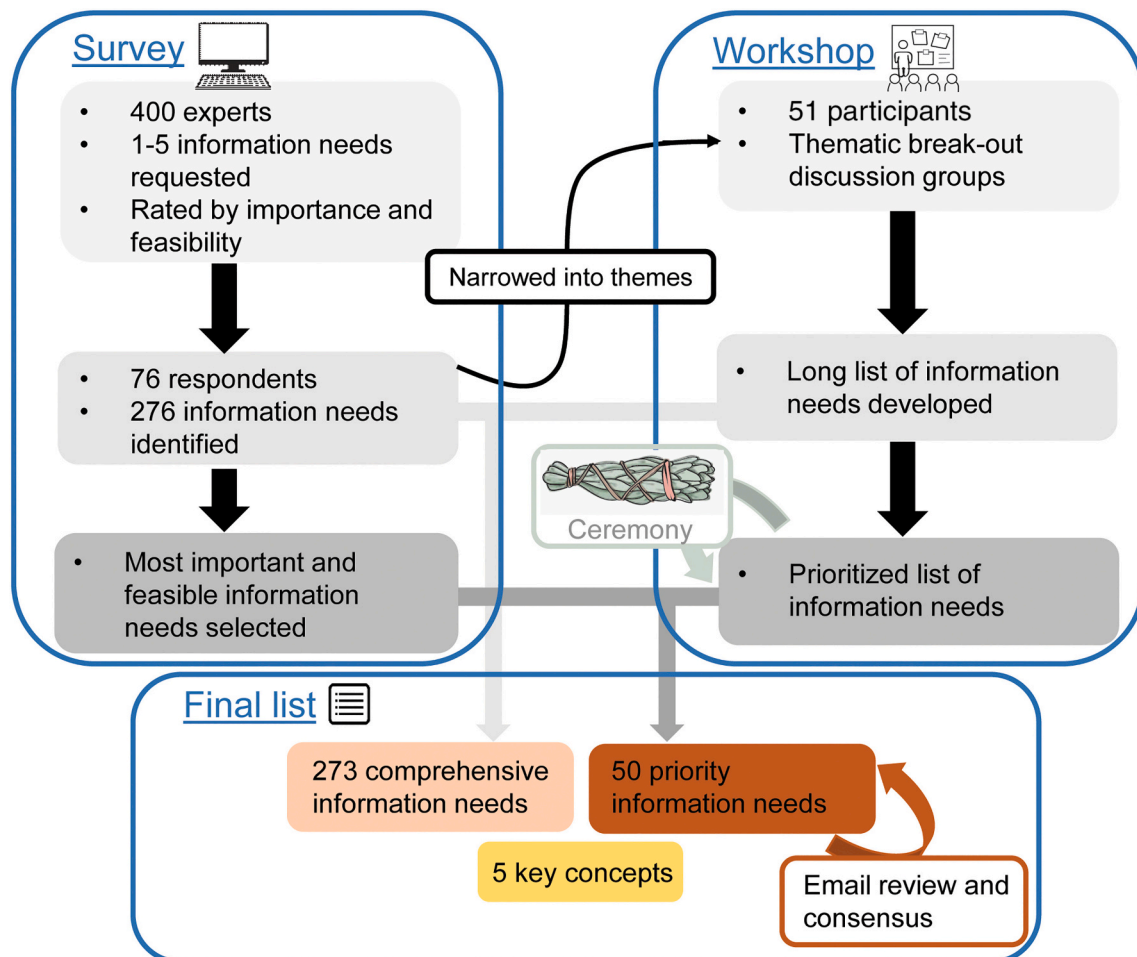 Survey
• 400 experts
• 1-5 information needs
requested
• Rated by importance and
feasibility
• 76 respondents
• 276 information needs
identified
• Most important and
feasible information
needs selected
Narrowed into themes
Workshop
• 51 participants
• Thematic break-out
discussion groups
• Long list of information
needs developed
Ceremony
• Prioritized list of
information needs
Final list
273 comprehensive
information needs
50 priority
information needs
5 key concepts
Email review and
consensus